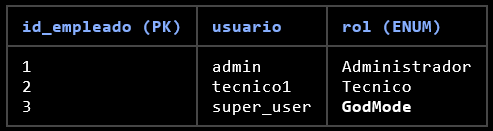 id_empleado (PK) usuario rol (ENUM)
1 admin Administrador
2 tecnico1 Tecnico
3 super_user GodMode